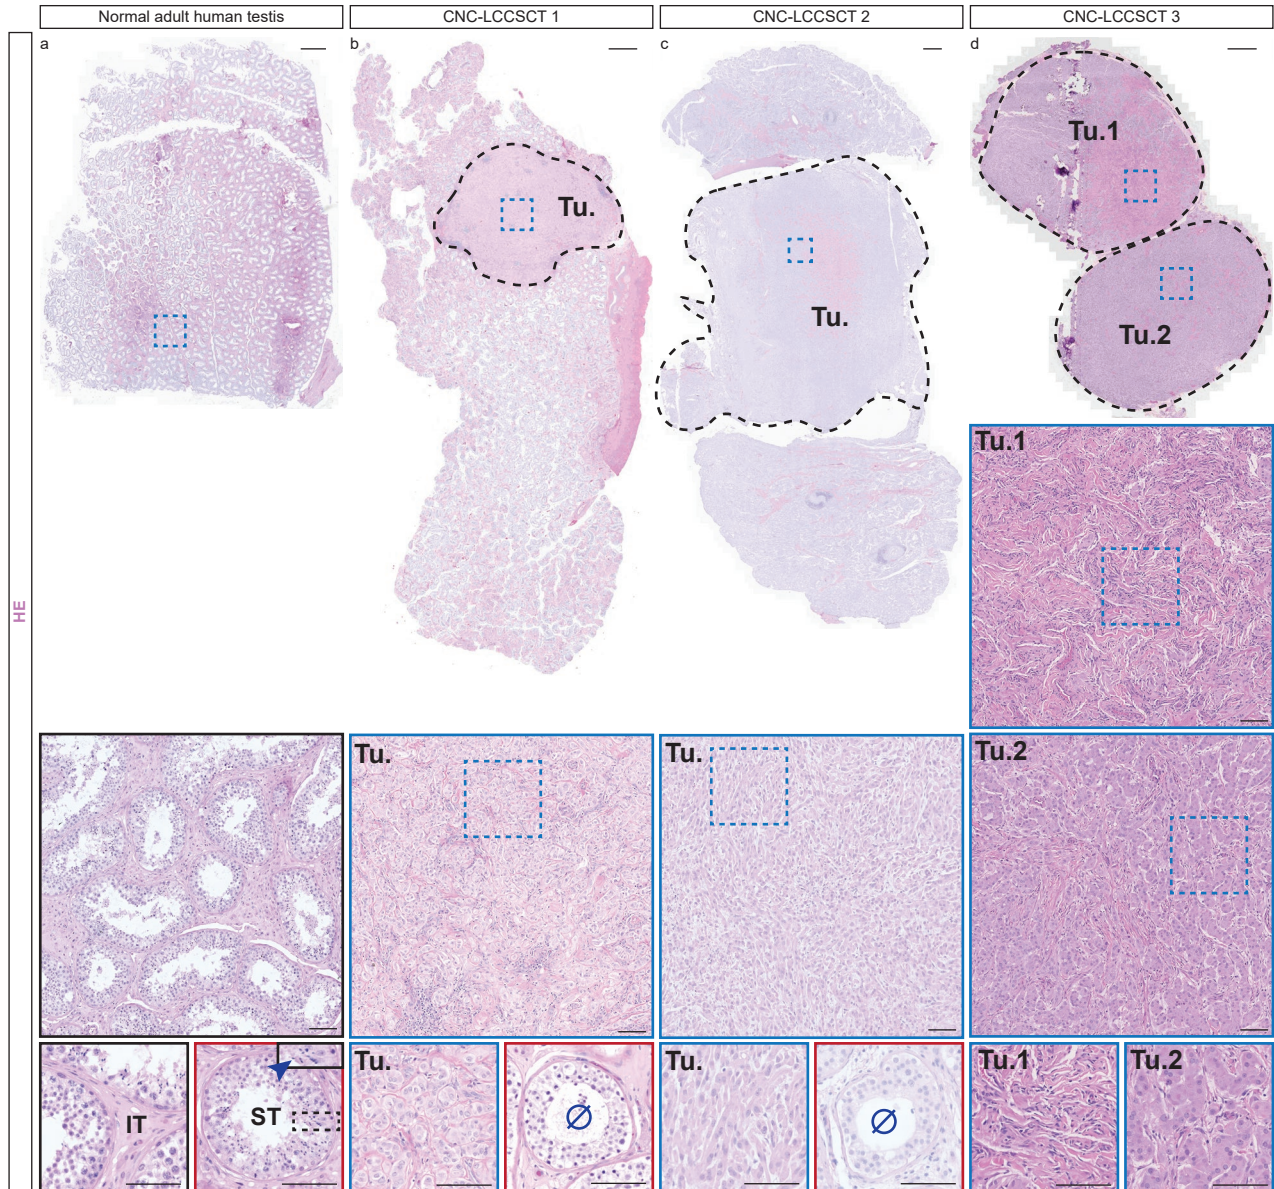 Normal adult human testis
CNC-LCCSCT 1
CNC-LCCSCT 2
CNC-LCCSCT 3
a
b
c
d
HE
Tu.
Tu.
Tu.1
Tu.2
Tu.1
Tu.
Tu.
Tu.2
IT
ST
Tu.
Ø
Tu.
Ø
Tu.1
Tu.2